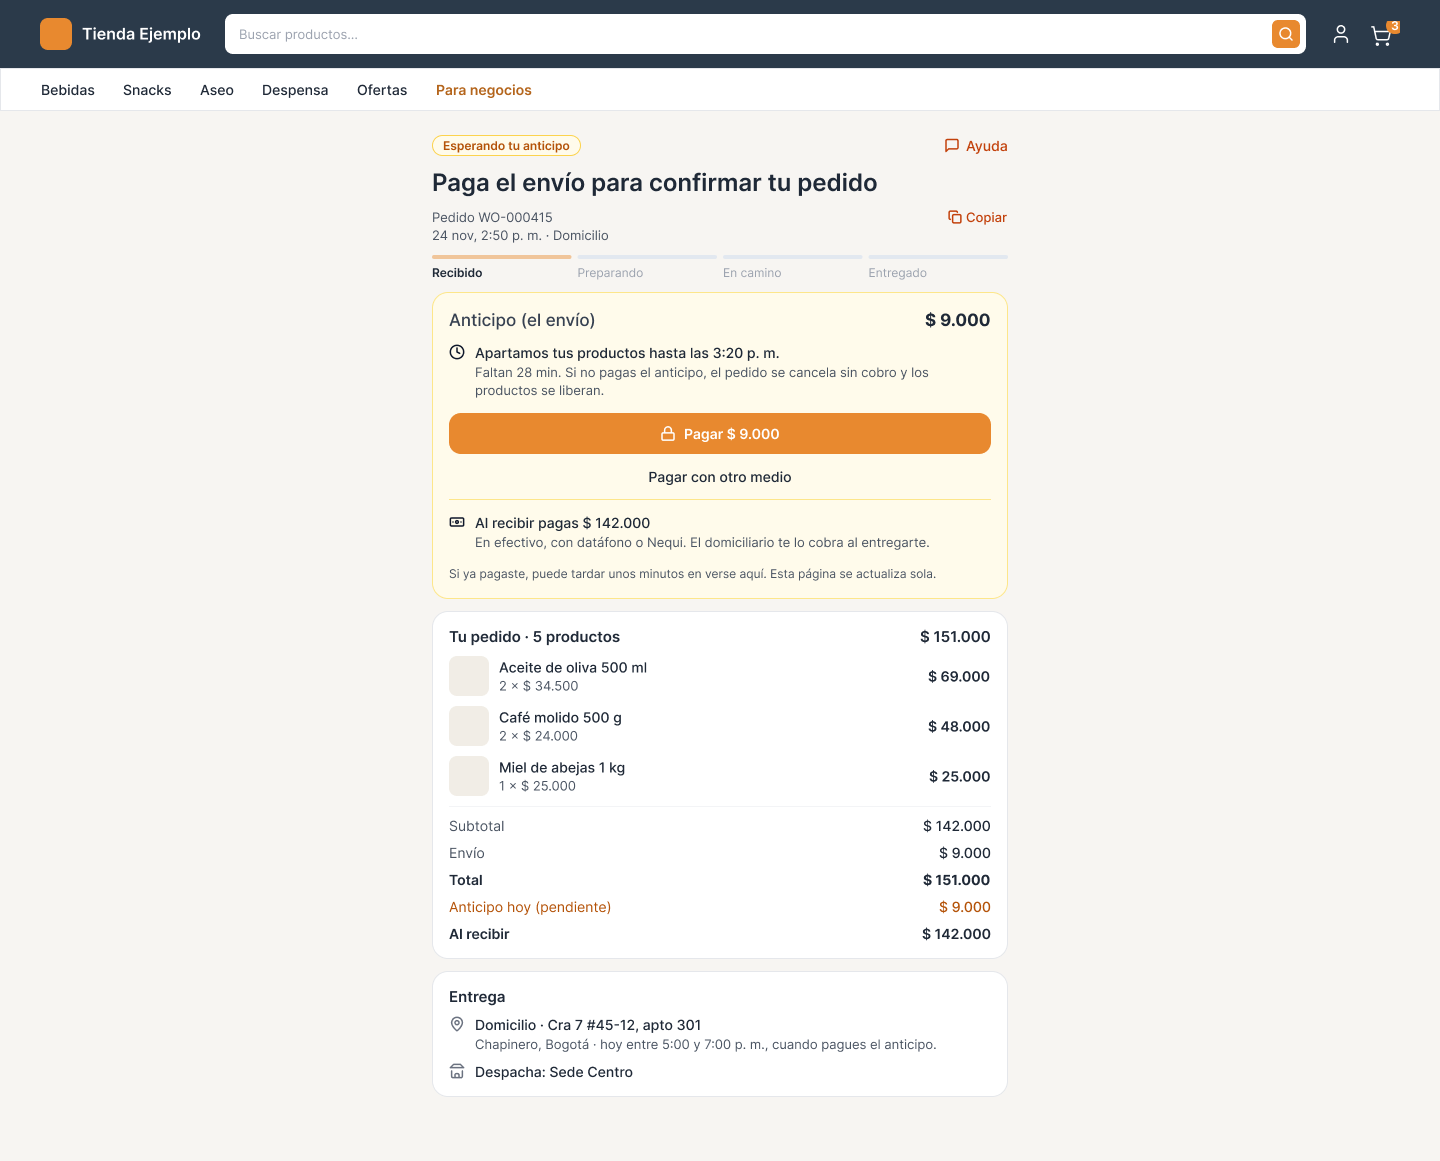 Tienda Ejemplo
Buscar productos...
3
Bebidas
Snacks
Aseo
Despensa
Ofertas
Para negocios
Esperando tu anticipo
Ayuda
Paga el envío para confirmar tu pedido
Pedido WO-000415
Copiar
24 nov, 2:50 p. m. · Domicilio
Recibido
Preparando
En camino
Entregado
Anticipo (el envío)
$ 9.000
Apartamos tus productos hasta las 3:20 p. m.
Faltan 28 min. Si no pagas el anticipo, el pedido se cancela sin cobro y los
productos se liberan.
Pagar $ 9.000
Pagar con otro medio
Al recibir pagas $ 142.000
En efectivo, con datáfono o Nequi. El domiciliario te lo cobra al entregarte.
Si ya pagaste, puede tardar unos minutos en verse aquí. Esta página se actualiza sola.
Tu pedido · 5 productos
$ 151.000
Aceite de oliva 500 ml
2 × $ 34.500
$ 69.000
Café molido 500 g
2 × $ 24.000
$ 48.000
Miel de abejas 1 kg
1 × $ 25.000
$ 25.000
Subtotal
$ 142.000
Envío
$ 9.000
Total
$ 151.000
Anticipo hoy (pendiente)
$ 9.000
Al recibir
$ 142.000
Entrega
Domicilio · Cra 7 #45-12, apto 301
Chapinero, Bogotá · hoy entre 5:00 y 7:00 p. m., cuando pagues el anticipo.
Despacha: Sede Centro